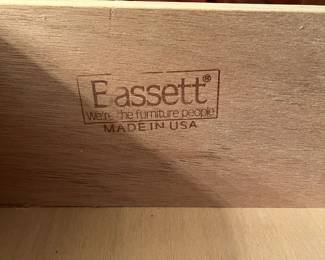 Bassett®
We're the furniture people
MADE IN USA